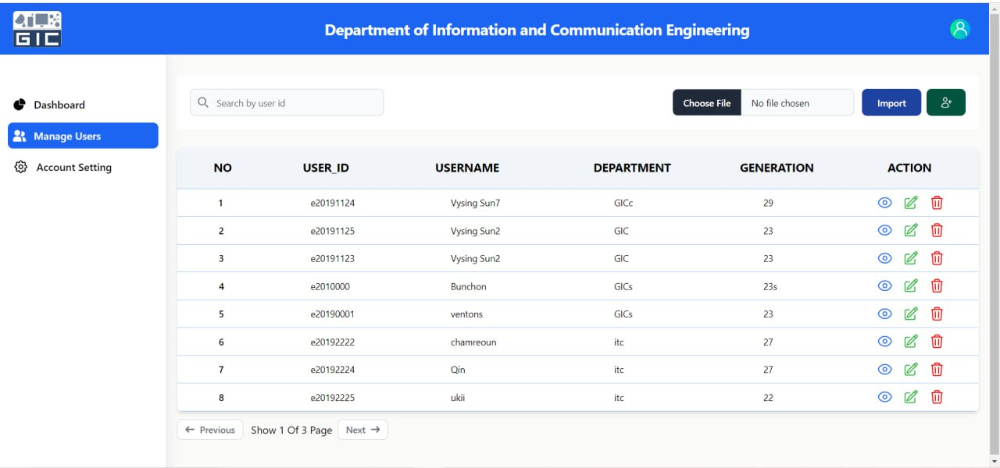 GIC
Department of Information and Communication Engineering
Dashboard
Manage Users
Account Setting
Search by user id
Choose File No file chosen
Import
NO USER_ID USERNAME DEPARTMENT GENERATION ACTION
1 e20191124 Vysing Sun7 GICc 29
2 e20191125 Vysing Sun2 GIC 23
3 e20191123 Vysing Sun2 GIC 23
4 e2010000 Bunchon GICs 23s
5 e20190001 ventons GICs 23
6 e20192222 chamreoun itc 27
7 e20192224 Qin itc 27
8 e20192225 ukii itc 22
← Previous Show 1 Of 3 Page Next →